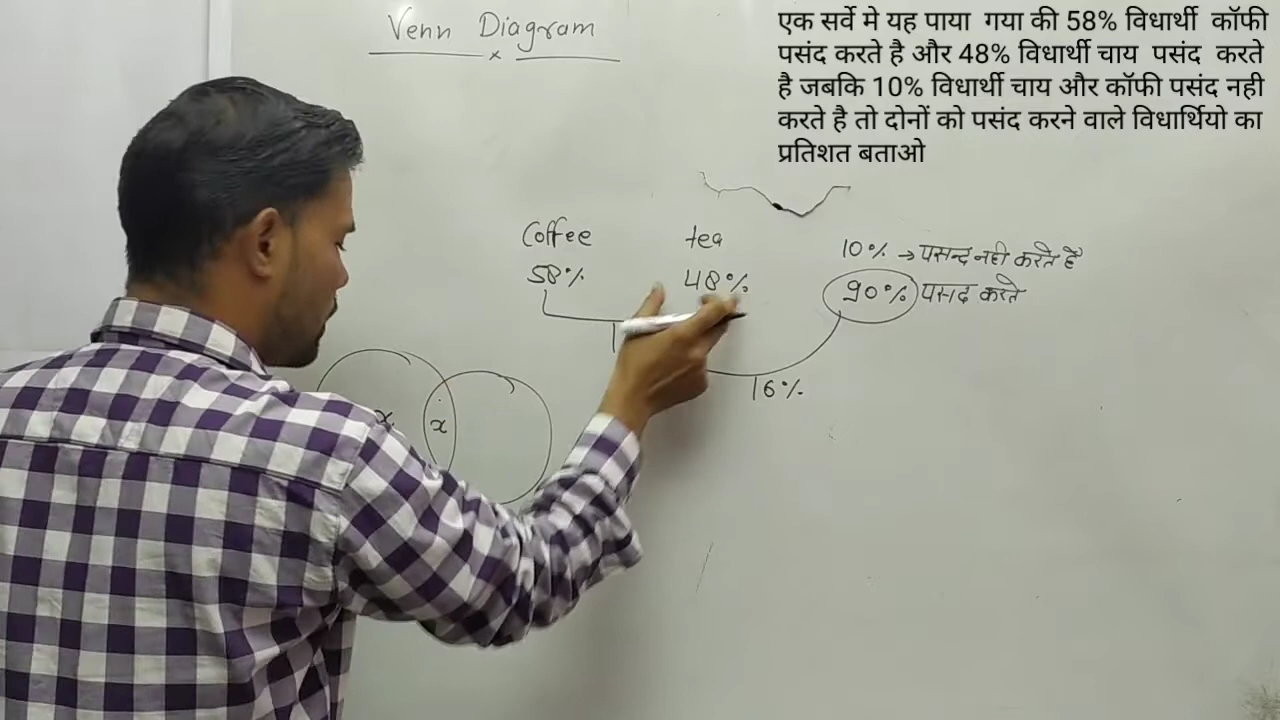 Venn Diagram
x
एक सर्वे मे यह पाया गया की 58% विधार्थी कॉफी
पसंद करते है और 48% विधार्थी चाय पसंद करते
है जबकि 10% विधार्थी चाय और कॉफी पसंद नही
करते है तो दोनों को पसंद करने वाले विधार्थियो का
प्रतिशत बताओ
Coffee tea
58% 48%
10% → पसन्द नही करते है
90% पसंद करते
16%
x x